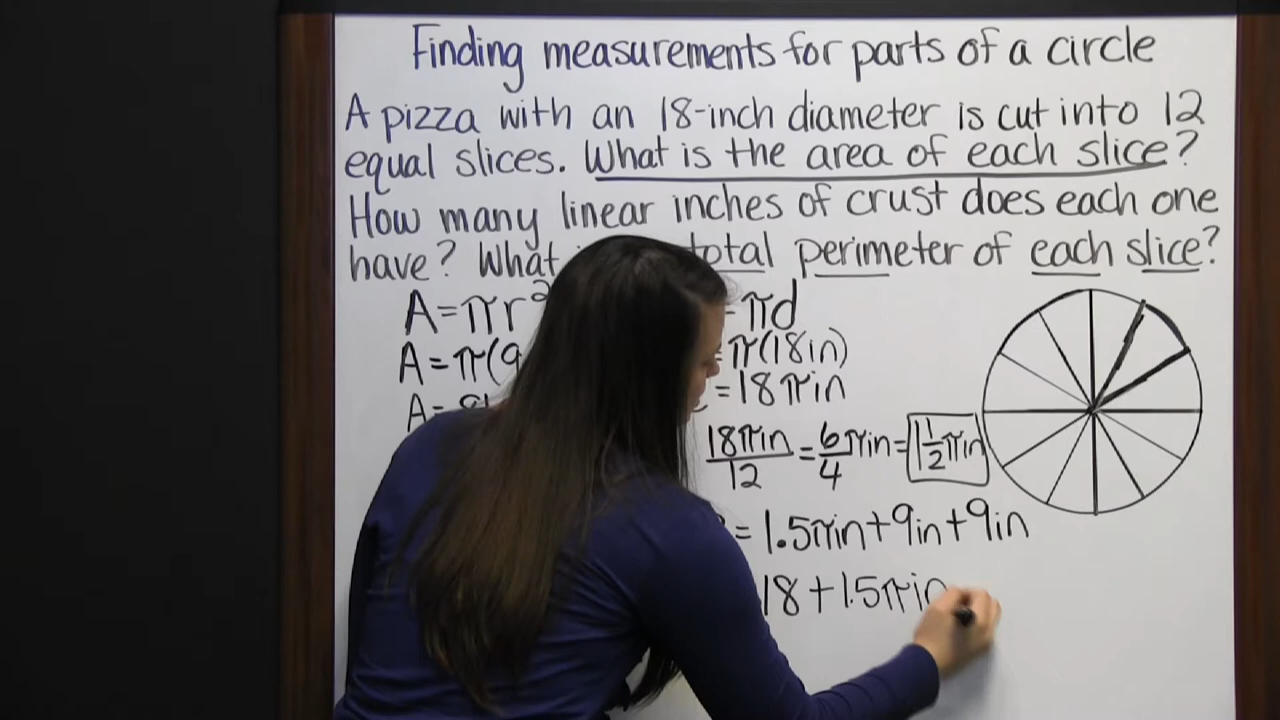 Finding measurements for parts of a circle
A pizza with an 18-inch diameter is cut into 12
equal slices. What is the area of each slice?
How many linear inches of crust does each one
have? What total perimeter of each slice?
A=πr² πd
A=π(9 π(18in)
A= =18πin
18πin/12 = 6/4 πin = 1 1/2 πin
= 1.5πin+9in+9in
18+1.5πin